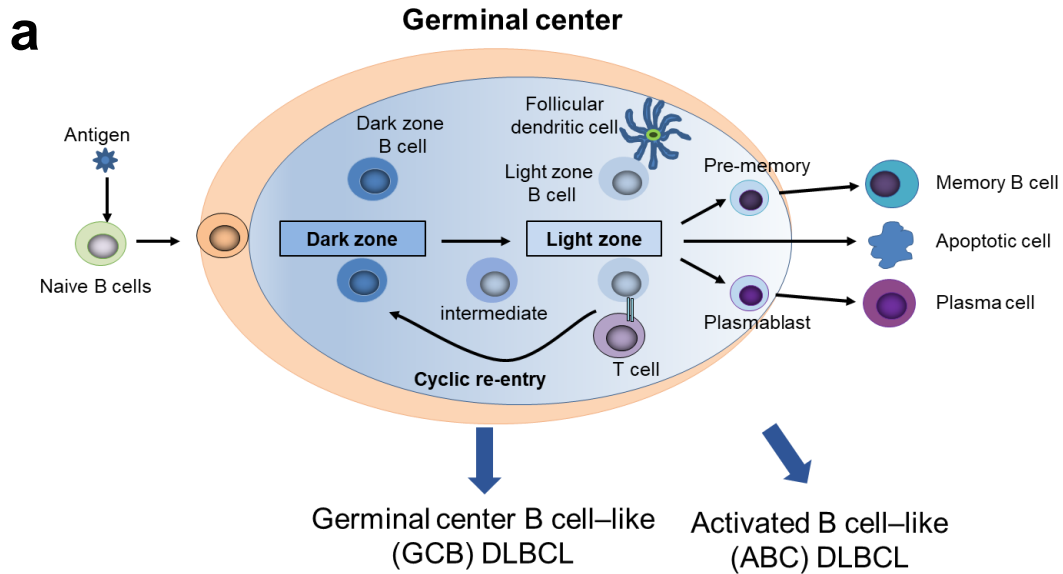 a
Germinal center
Antigen
Naive B cells
Dark zone
B cell
Follicular
dendritic cell
Light zone
B cell
Pre-memory
Memory B cell
Dark zone
Light zone
Apoptotic cell
intermediate
Plasmablast
Plasma cell
T cell
Cyclic re-entry
Germinal center B cell–like
(GCB) DLBCL
Activated B cell–like
(ABC) DLBCL